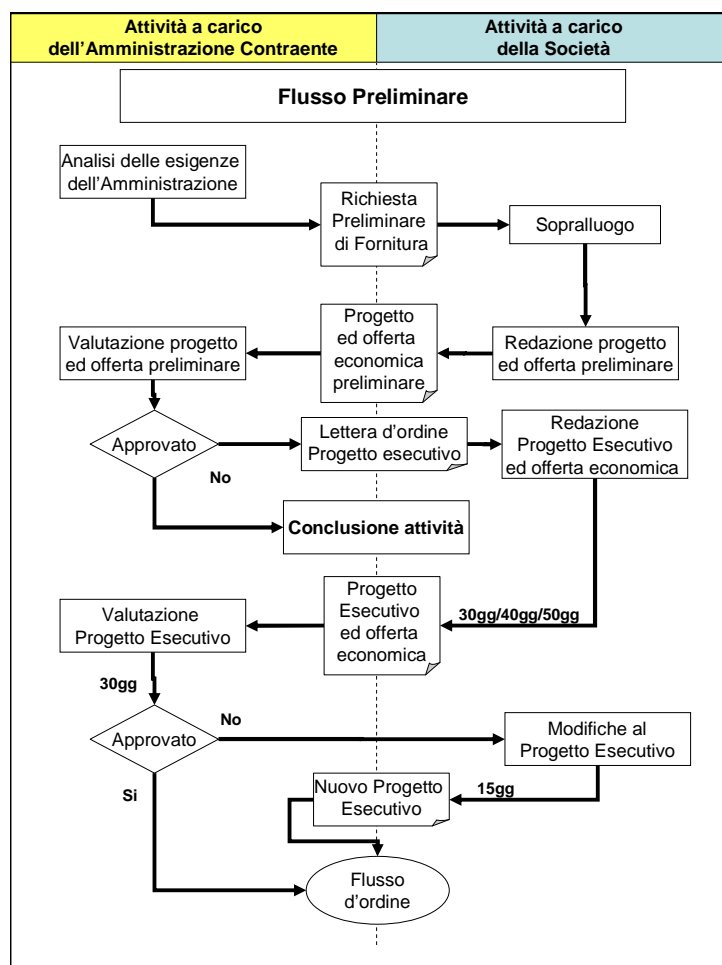 Attività a carico
dell'Amministrazione Contraente
Attività a carico
della Società
Flusso Preliminare
Analisi delle esigenze
dell'Amministrazione
Richiesta
Preliminare
di Fornitura
Sopralluogo
Valutazione progetto
ed offerta preliminare
Progetto
ed offerta
economica
preliminare
Redazione progetto
ed offerta preliminare
Approvato
No
Lettera d'ordine
Progetto esecutivo
Redazione
Progetto Esecutivo
ed offerta economica
Conclusione attività
Valutazione
Progetto Esecutivo
Progetto
Esecutivo
ed offerta
economica
30gg/40gg/50gg
30gg
Approvato
No
Si
Modifiche al
Progetto Esecutivo
Nuovo Progetto
Esecutivo
15gg
Flusso
d'ordine